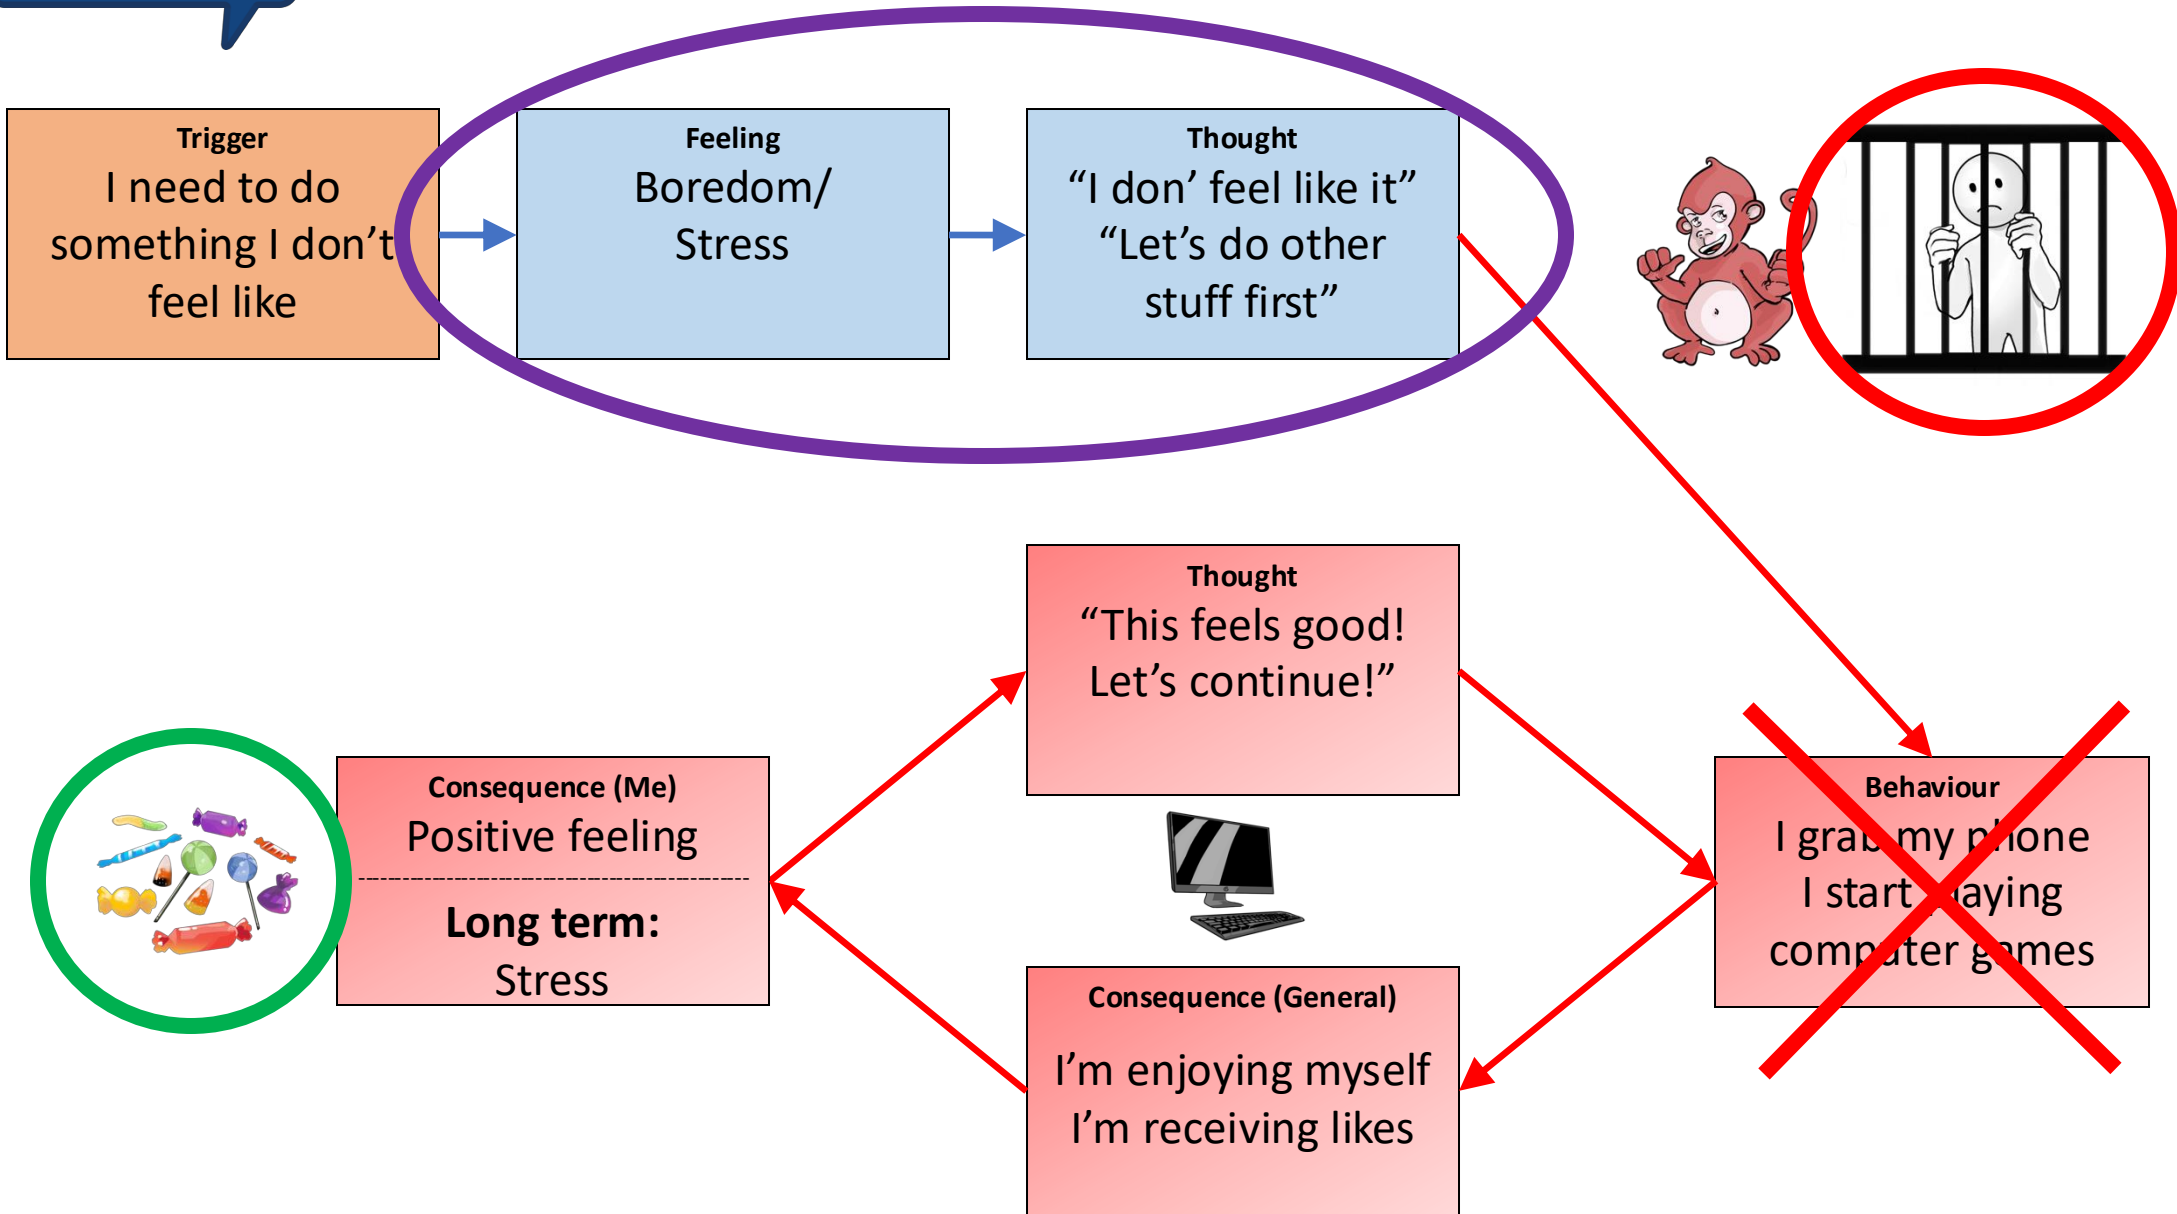 Trigger
I need to do
something I don’t
feel like
Feeling
Boredom/
Stress
Thought
“I don’ feel like it”
“Let’s do other
stuff first”
Thought
“This feels good!
Let’s continue!”
Consequence (Me)
Positive feeling
Long term:
Stress
Behaviour
I grab my phone
I start playing
computer games
Consequence (General)
I’m enjoying myself
I’m receiving likes